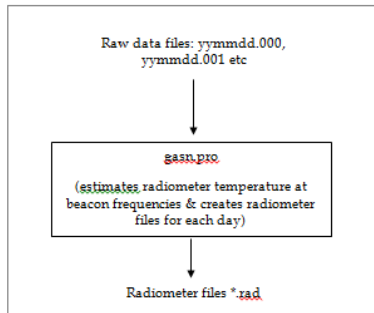 Raw data files: yymmdd.000,
yymmdd.001 etc
gasn.pro
(estimates radiometer temperature at
beacon frequencies & creates radiometer
files for each day)
Radiometer files *.rad